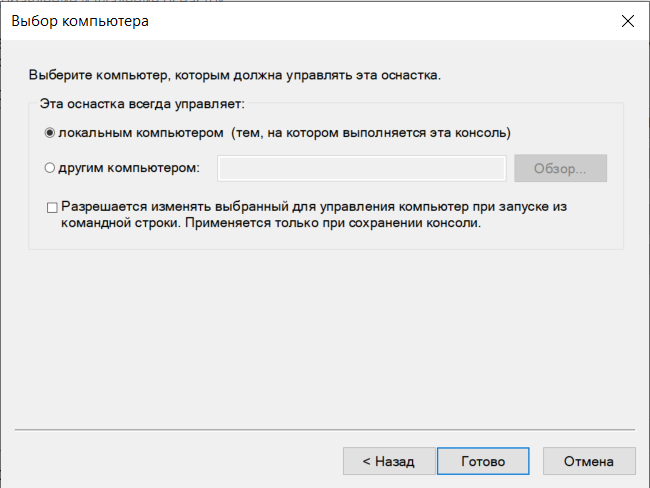 Выбор компьютера
Выберите компьютер, которым должна управлять эта оснастка.
Эта оснастка всегда управляет:
локальным компьютером (тем, на котором выполняется эта консоль)
другим компьютером:
Обзор...
Разрешается изменять выбранный для управления компьютер при запуске из
командной строки. Применяется только при сохранении консоли.
< Назад
Готово
Отмена